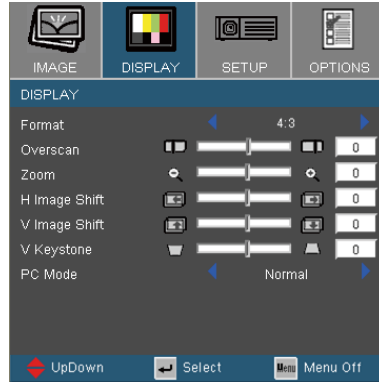 IMAGE DISPLAY SETUP OPTIONS
DISPLAY
Format 4:3
Overscan 0
Zoom 0
H Image Shift 0
V Image Shift 0
V Keystone 0
PC Mode Normal
UpDown Select Menu Menu Off